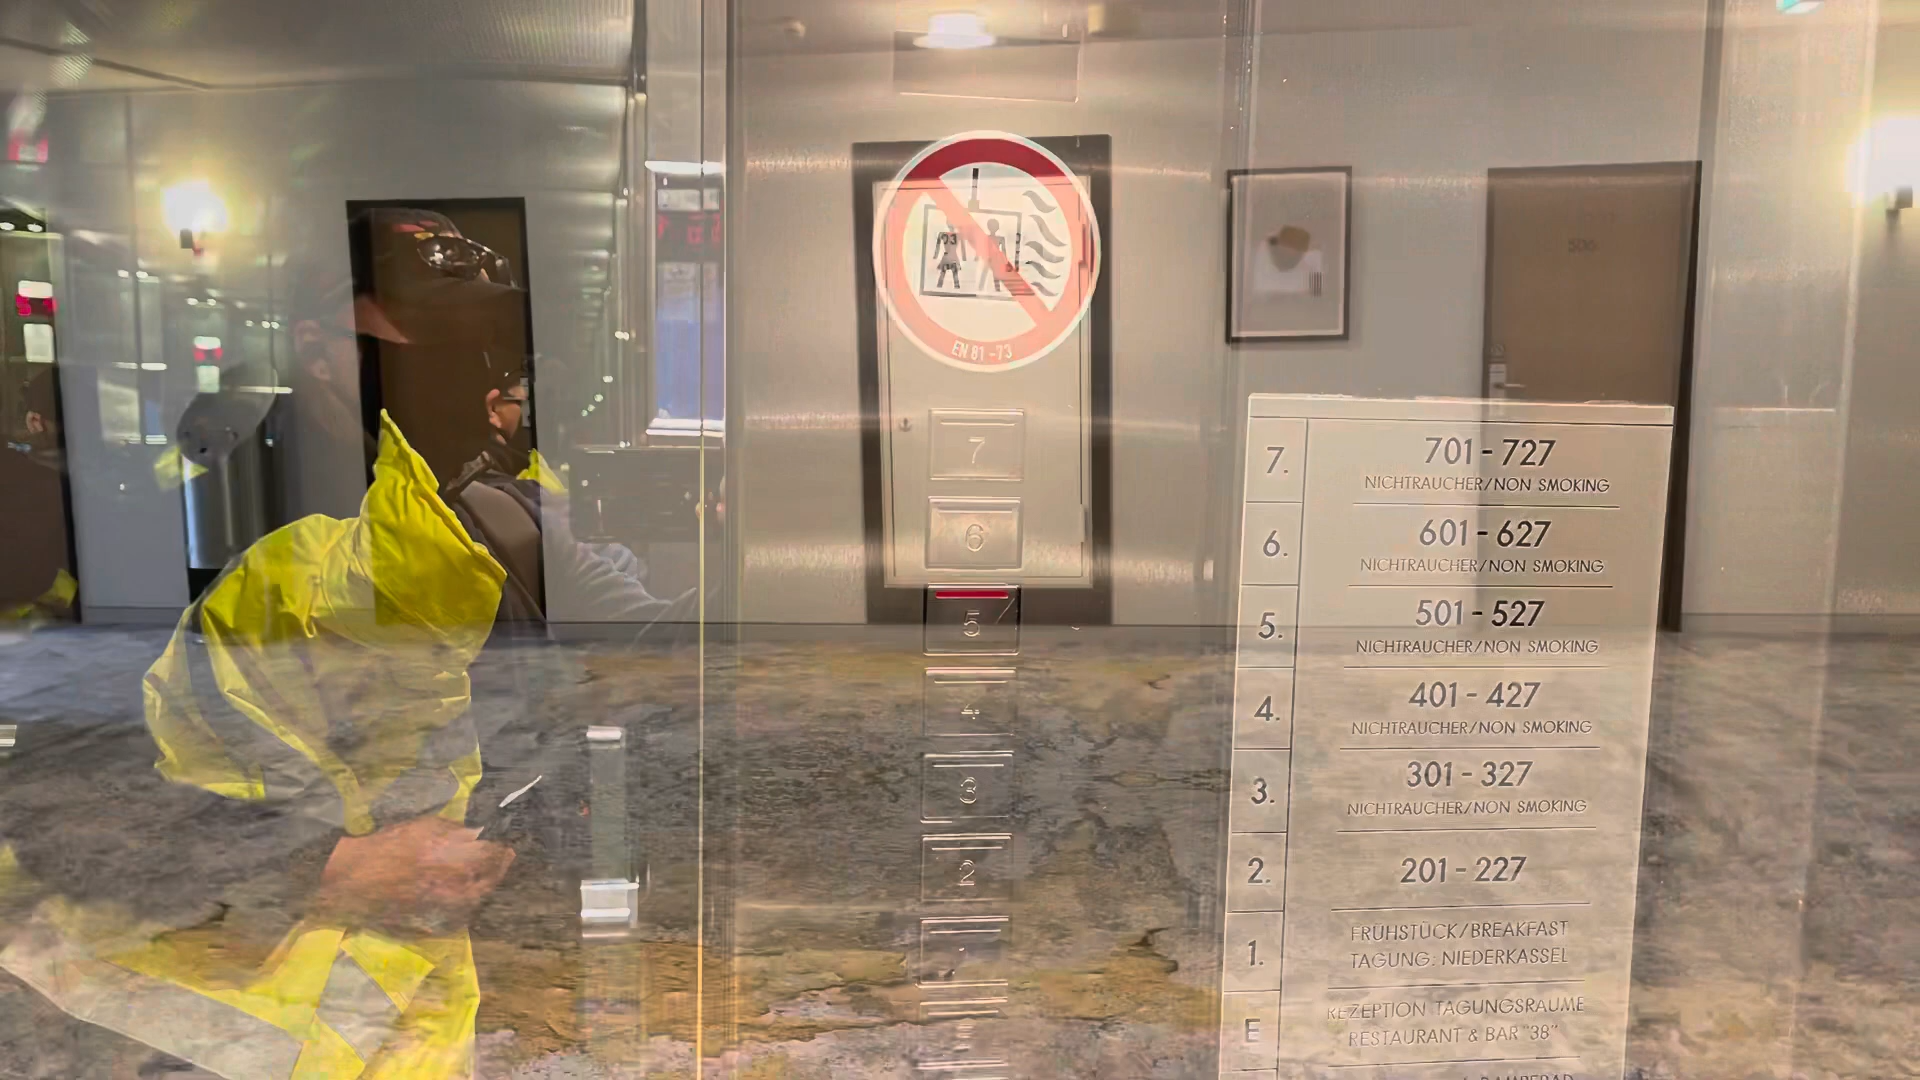 EN 81-73
7
6
5
4
3
2
7. 701 - 727
NICHTRAUCHER/NON SMOKING
6. 601 - 627
NICHTRAUCHER/NON SMOKING
5. 501 - 527
NICHTRAUCHER/NON SMOKING
4. 401 - 427
NICHTRAUCHER/NON SMOKING
3. 301 - 327
NICHTRAUCHER/NON SMOKING
2. 201 - 227
1. FRÜHSTÜCK/BREAKFAST
TAGUNG: NIEDERKASSEL
E REZEPTION TAGUNGSRÄUME
RESTAURANT & BAR "38"